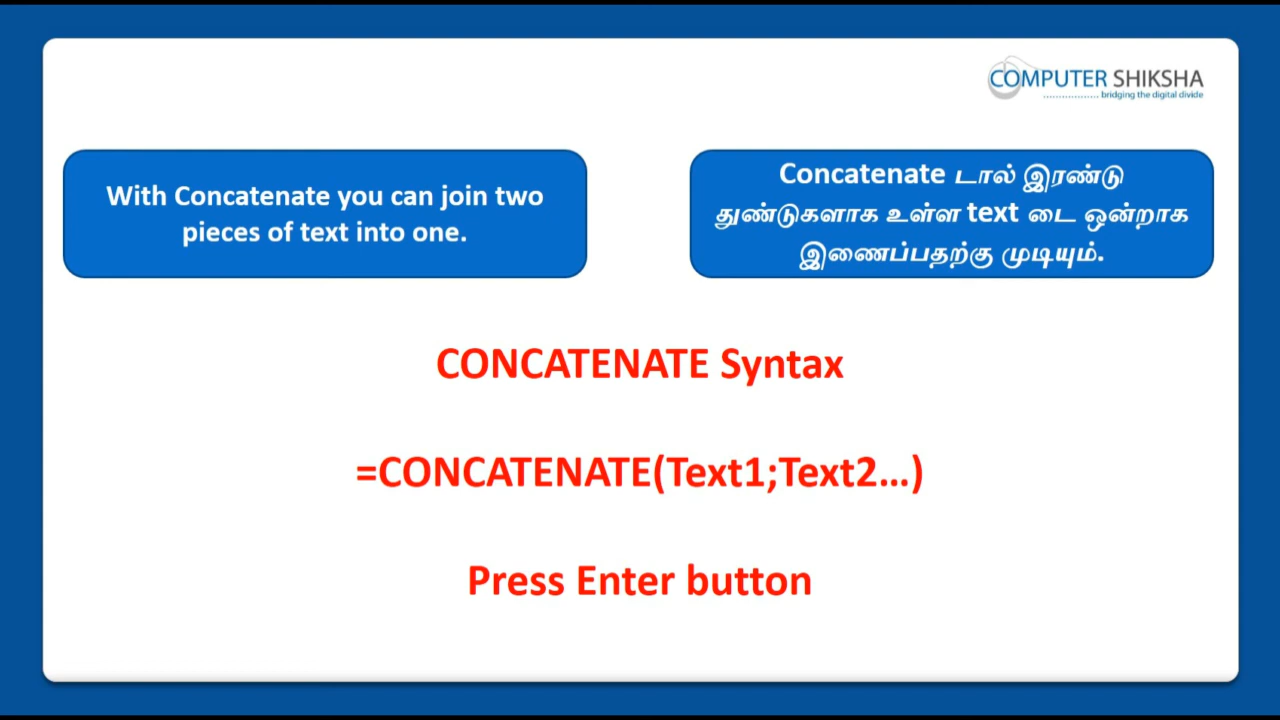 COMPUTER SHIKSHA
bridging the digital divide
With Concatenate you can join two
pieces of text into one.
Concatenate டால் இரண்டு
துண்டுகளாக உள்ள text டை ஒன்றாக
இணைப்பதற்கு முடியும்.
CONCATENATE Syntax
=CONCATENATE(Text1;Text2...)
Press Enter button